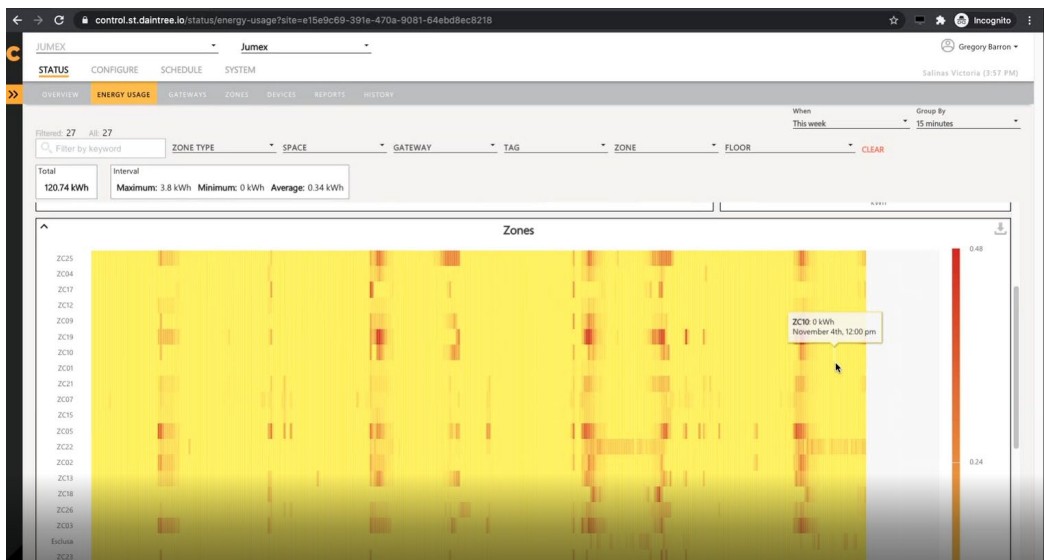 control.st.daintree.io/status/energy-usage?site=e15e9c69-391e-470a-9081-64ebd8ec8218
Incognito
JUMEX
Jumex
Gregory Barron
STATUS CONFIGURE SCHEDULE SYSTEM
Salinas Victoria (3:57 PM)
OVERVIEW ENERGY USAGE GATEWAYS ZONES DEVICES REPORTS HISTORY
When
This week
Group By
15 minutes
Filtered: 27 All: 27
Filter by keyword
ZONE TYPE SPACE GATEWAY TAG ZONE FLOOR CLEAR
Total
120.74 kWh
Interval
Maximum: 3.8 kWh Minimum: 0 kWh Average: 0.34 kWh
kWh
Zones
0.48
ZC25
ZC04
ZC17
ZC12
ZC09
ZC19
ZC10
ZC01
ZC21
ZC07
ZC15
ZC05
ZC22
ZC02
ZC13
ZC18
ZC26
ZC03
Esclusa
ZC23
ZC10: 0 kWh
November 4th, 12:00 pm
0.24